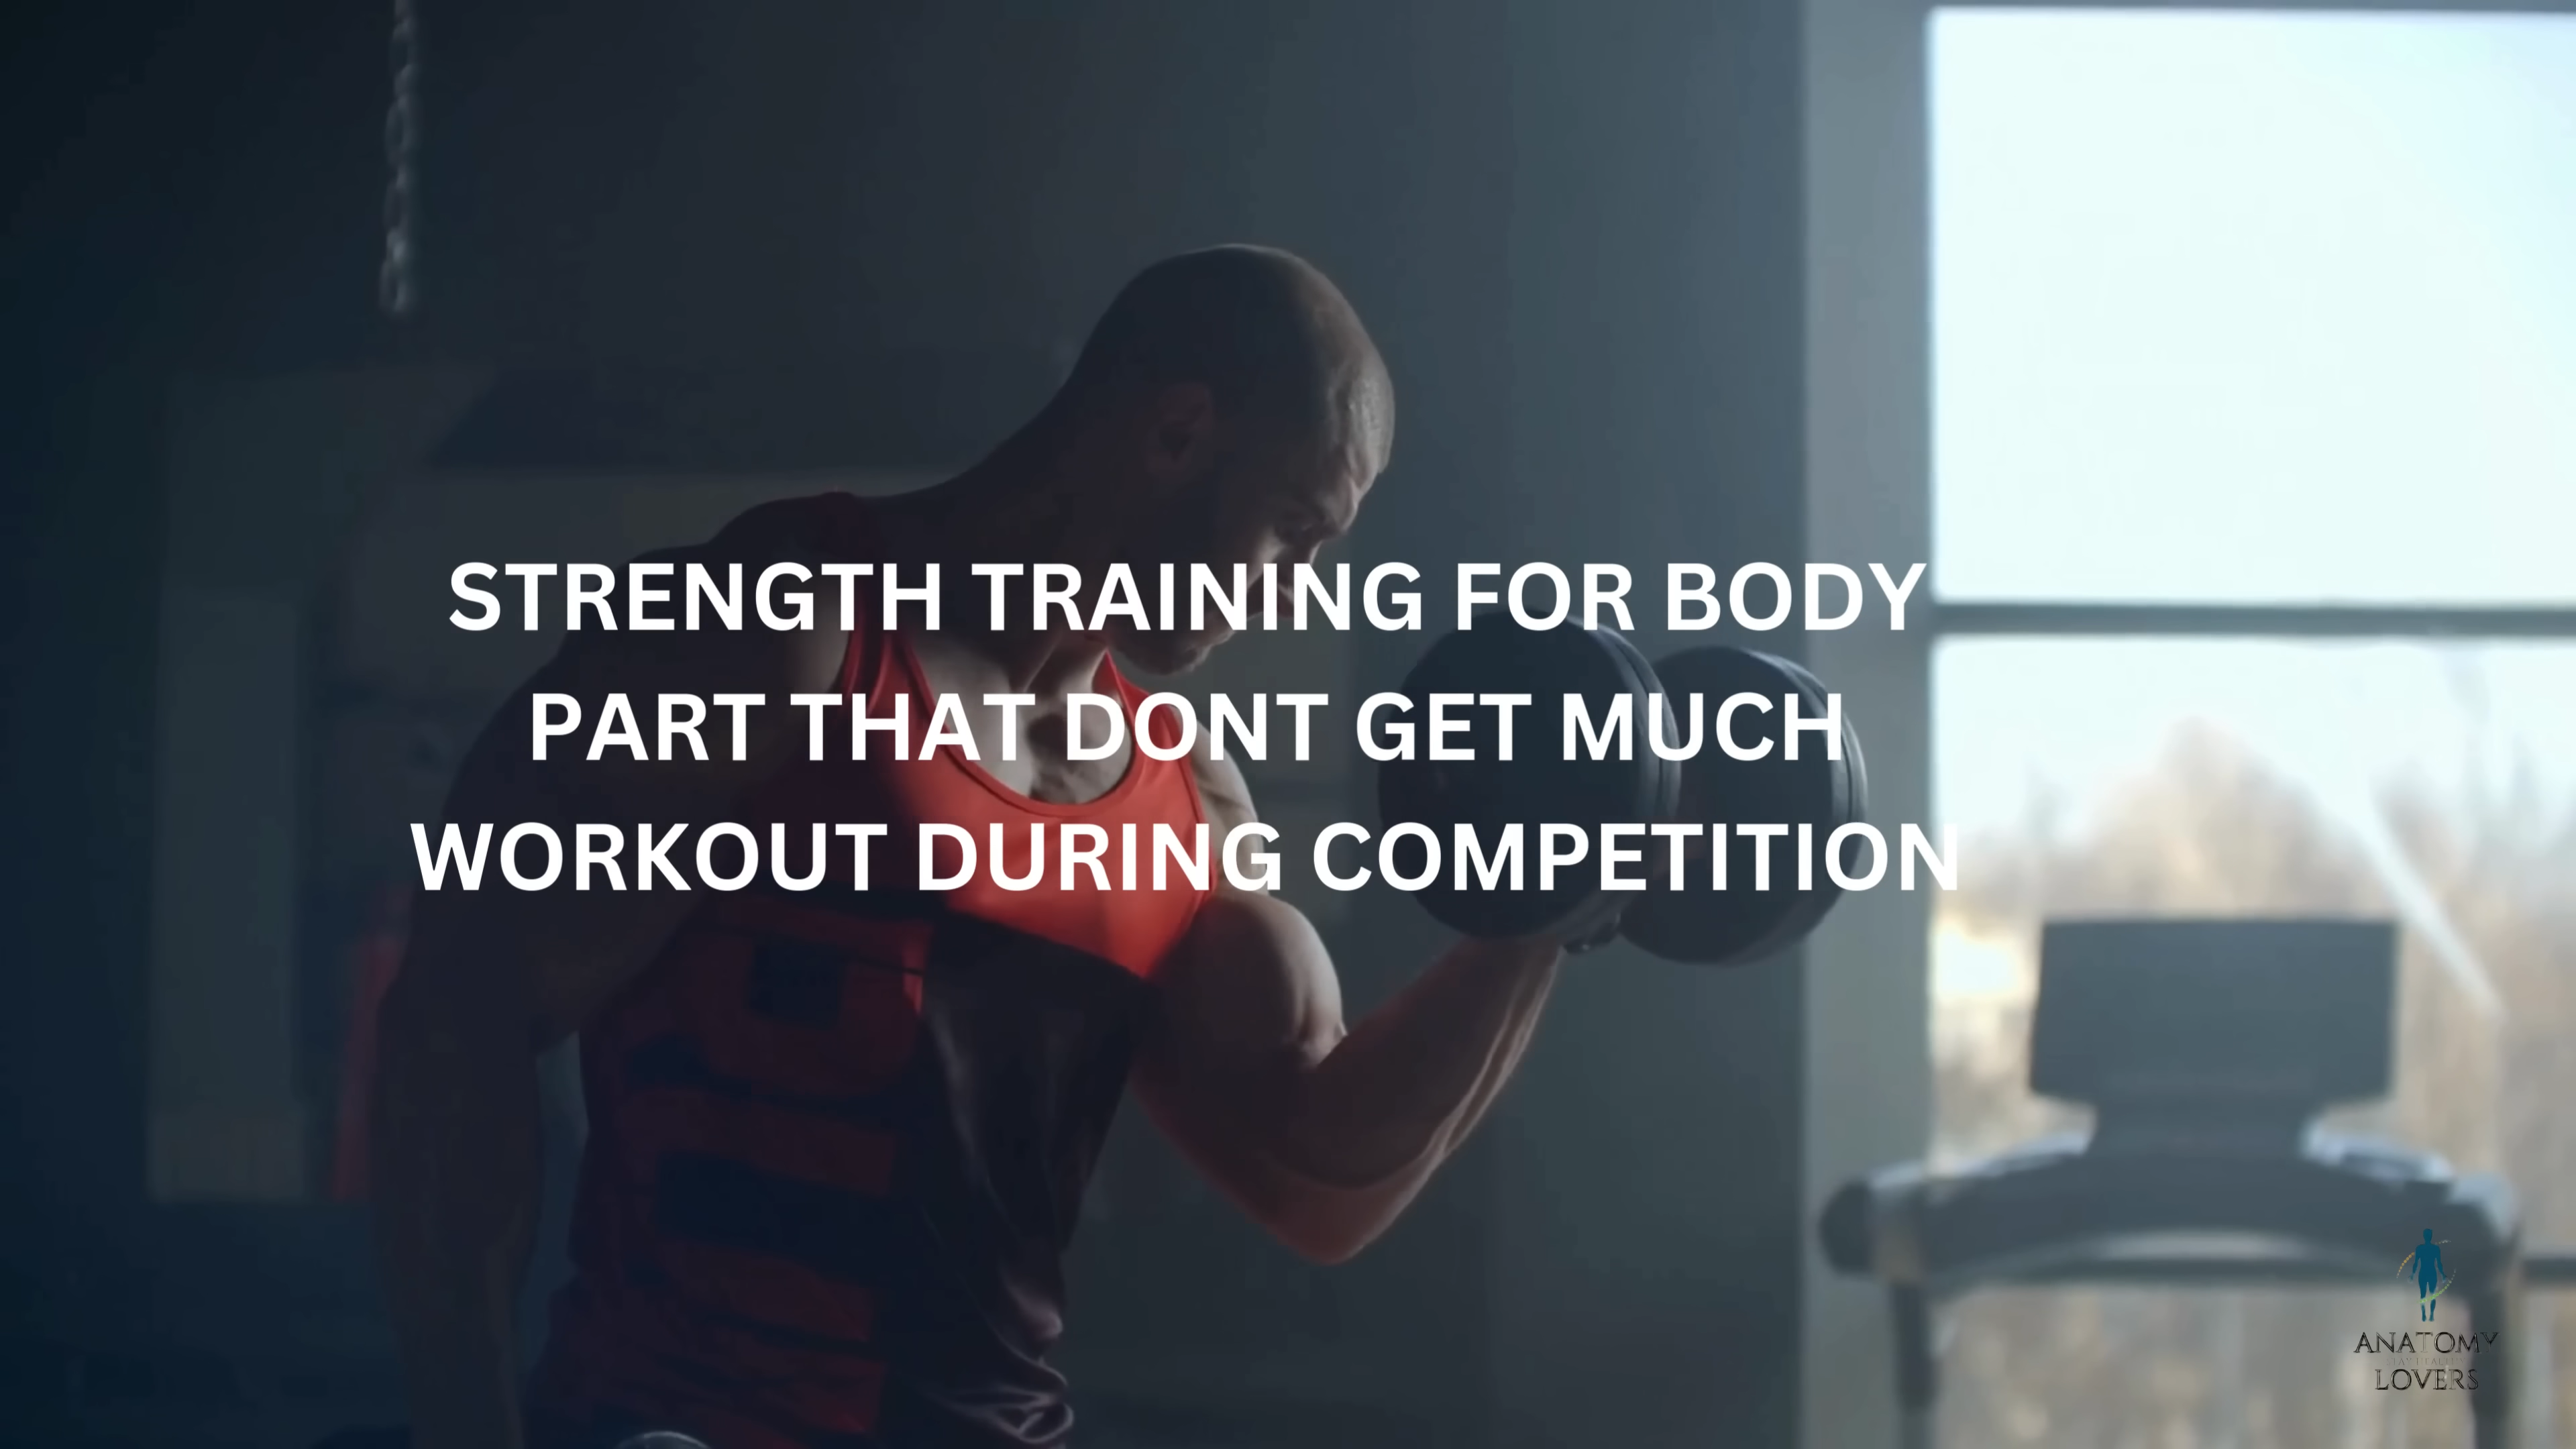 STRENGTH TRAINING FOR BODY
PART THAT DONT GET MUCH
WORKOUT DURING COMPETITION
ANATOMY
LOVERS